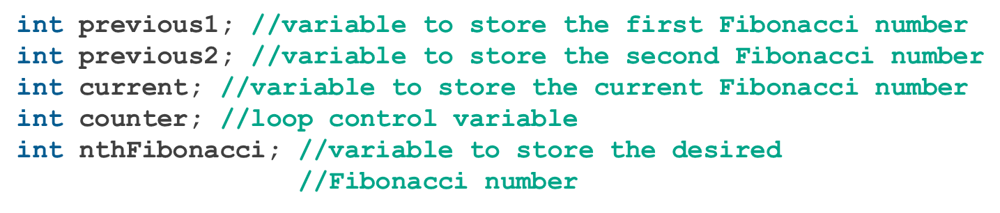 int previous1; //variable to store the first Fibonacci number
int previous2; //variable to store the second Fibonacci number
int current; //variable to store the current Fibonacci number
int counter; //loop control variable
int nthFibonacci; //variable to store the desired
//Fibonacci number